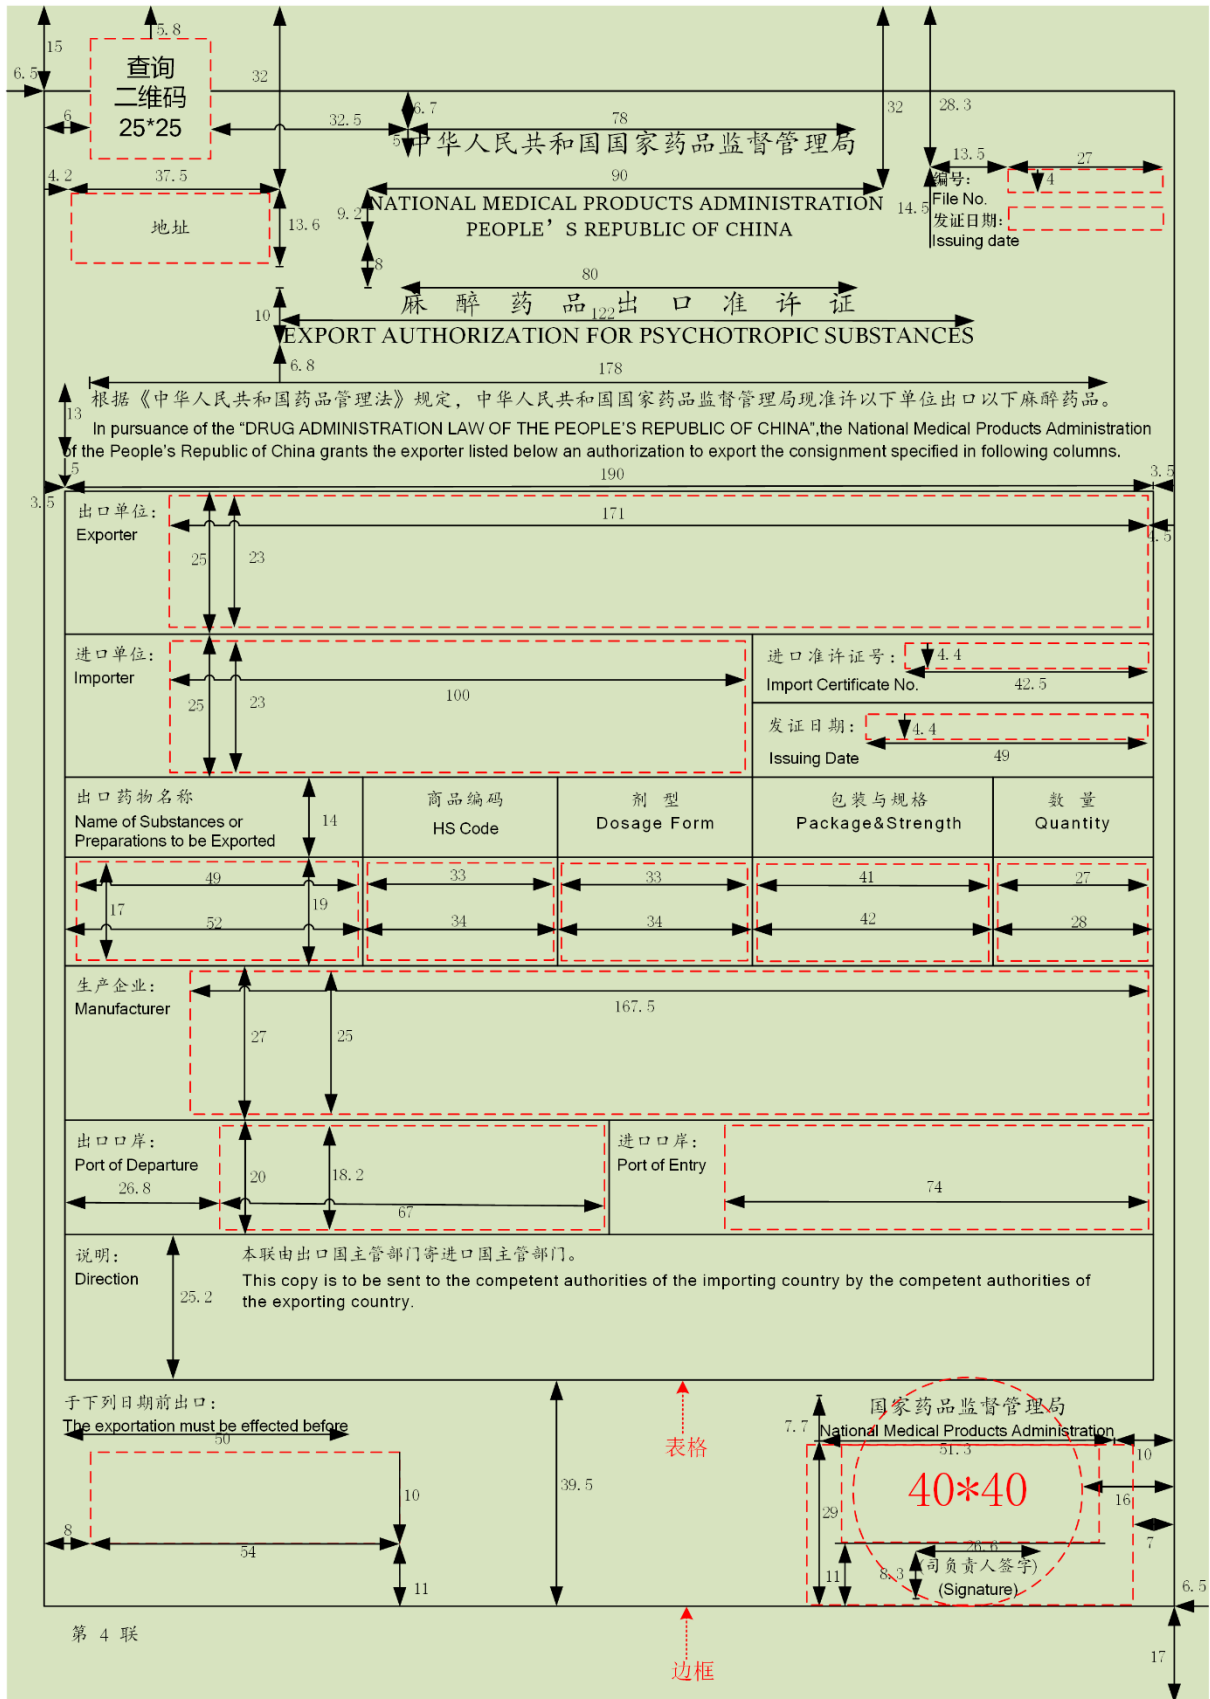 15
5.8
32
6.5
查询
二维码
25*25
6
32.5
6.7
5
78
32
28.3
中华人民共和国国家药品监督管理局
4.2
37.5
90
13.5
27
编号:
4
File No.
14.5
发证日期:
Issuing date
地址
13.6
9.2
NATIONAL MEDICAL PRODUCTS ADMINISTRATION
PEOPLE'S REPUBLIC OF CHINA
8
80
麻醉药品出口准许证
10
122
EXPORT AUTHORIZATION FOR PSYCHOTROPIC SUBSTANCES
6.8
178
13
根据《中华人民共和国药品管理法》规定，中华人民共和国国家药品监督管理局现准许以下单位出口以下麻醉药品。
In pursuance of the “DRUG ADMINISTRATION LAW OF THE PEOPLE'S REPUBLIC OF CHINA”,the National Medical Products Administration
of the People's Republic of China grants the exporter listed below an authorization to export the consignment specified in following columns.
5
190
3.5
3.5
出口单位:
Exporter
171
25
23
进口单位:
Importer
25
23
100
进口准许证号:
4.4
Import Certificate No.
42.5
发证日期:
4.4
Issuing Date
49
出口药物名称
Name of Substances or
Preparations to be Exported
14
商品编码
HS Code
剂 型
Dosage Form
包装与规格
Package&Strength
数 量
Quantity
49
33
33
41
27
17
19
52
34
34
42
28
生产企业:
Manufacturer
167.5
27
25
出口口岸:
Port of Departure
26.8
20
18.2
67
进口口岸:
Port of Entry
74
说明:
Direction
25.2
本联由出口国主管部门寄进口国主管部门。
This copy is to be sent to the competent authorities of the importing country by the competent authorities of
the exporting country.
于下列日期前出口:
The exportation must be effected before
50
10
8
54
11
39.5
表格
7.7
国家药品监督管理局
National Medical Products Administration
51.3
10
40*40
29
16
7
26.6
11
8.3
(司负责人签字)
(Signature)
6.5
第 4 联
边框
17